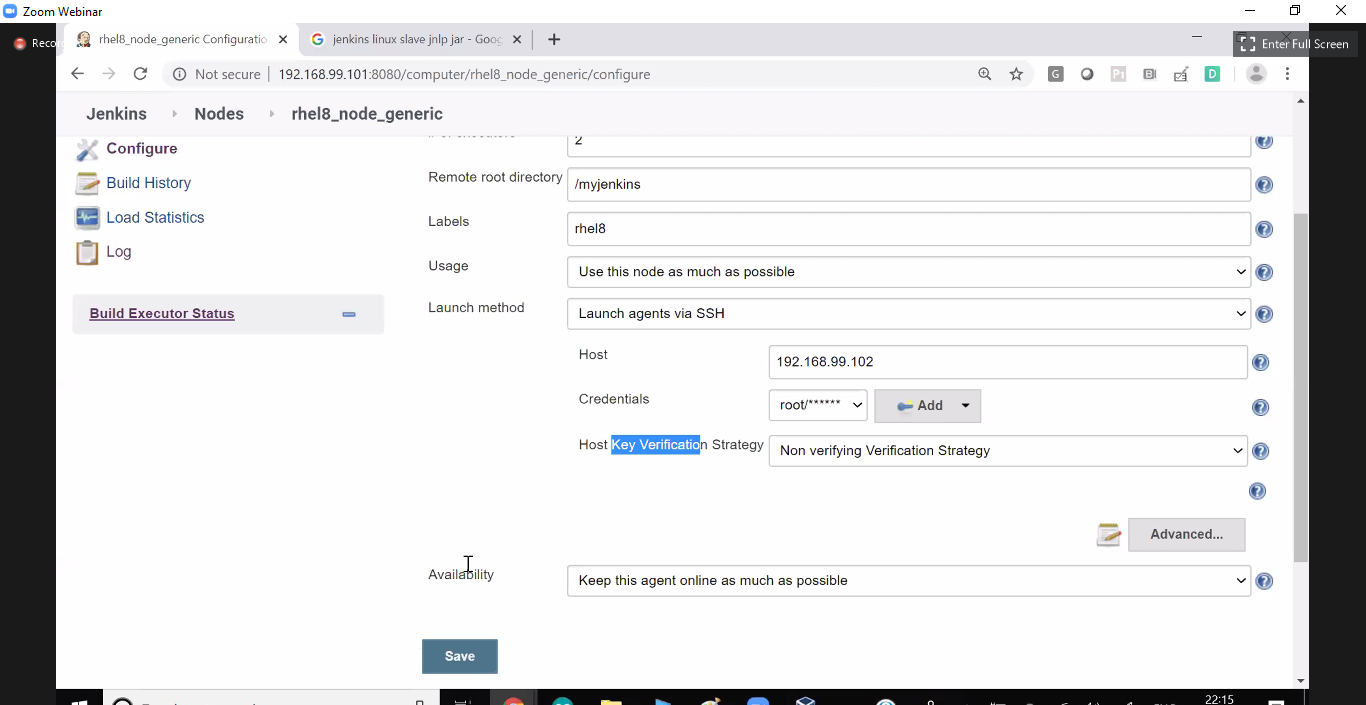 Zoom Webinar
Recor
rhel8_node_generic Configuratio
jenkins linux slave jnlp jar - Goog
Enter Full Screen
Not secure
192.168.99.101:8080/computer/rhel8_node_generic/configure
Jenkins
Nodes
rhel8_node_generic
Configure
2
Build History
Remote root directory
/myjenkins
Load Statistics
Labels
rhel8
Log
Usage
Use this node as much as possible
Build Executor Status
Launch method
Launch agents via SSH
Host
192.168.99.102
Credentials
root/******
Add
Host Key Verification Strategy
Non verifying Verification Strategy
Advanced...
Availability
Keep this agent online as much as possible
Save
22:15